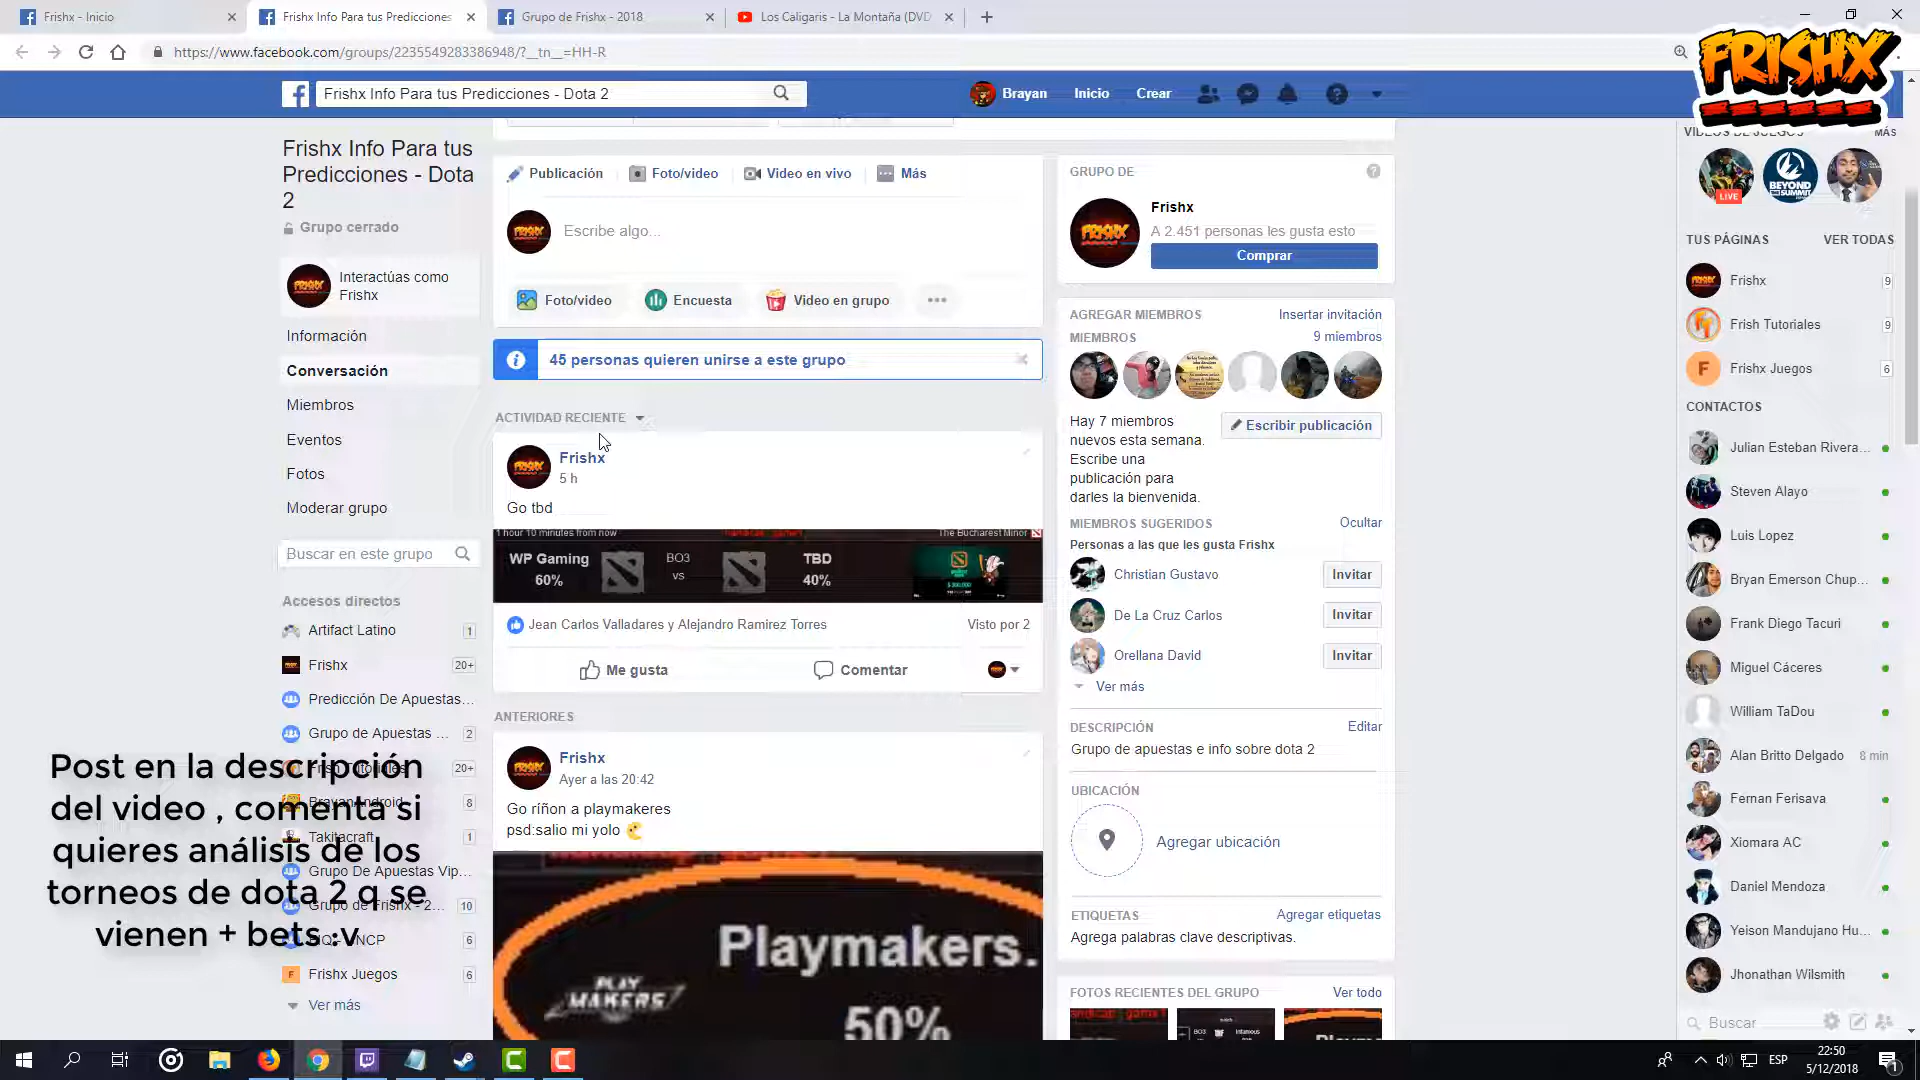 Frishx - Inicio
Frishx Info Para tus Predicciones
Grupo de Frishx - 2018
Los Caligaris - La Montaña (DVD
https://www.facebook.com/groups/2235549283386948/?__tn__=HH-R
FRISHX
Frishx Info Para tus Predicciones - Dota 2
Brayan
Inicio
Crear
Frishx Info Para tus
Predicciones - Dota
2
Grupo cerrado
Interactúas como
Frishx
Información
Conversación
Miembros
Eventos
Fotos
Moderar grupo
Buscar en este grupo
Accesos directos
Artifact Latino 1
Frishx 20+
Predicción De Apuestas...
Grupo de Apuestas ... 2
Frish Tutoriales 20+
BrayanAndroid 8
Takitacraft 1
Grupo De Apuestas Vip...
Grupo de Frishx - 2... 10
6
Frishx Juegos 6
Ver más
Post en la descripción
del video , comenta si
quieres análisis de los
torneos de dota 2 q se
vienen + bets :v
Publicación
Foto/video
Video en vivo
Más
Escribe algo...
Foto/video
Encuesta
Video en grupo
45 personas quieren unirse a este grupo
ACTIVIDAD RECIENTE
Frishx
5 h
Go tbd
1 hour 10 minutes from now
The Bucharest Minor
WP Gaming
60%
BO3
vs
TBD
40%
Jean Carlos Valladares y Alejandro Ramirez Torres
Visto por 2
Me gusta
Comentar
ANTERIORES
Frishx
Ayer a las 20:42
Go ríñon a playmakeres
psd:salio mi yolo
PLAY
MAKERS
Playmakers.
50%
GRUPO DE
Frishx
A 2.451 personas les gusta esto
Comprar
AGREGAR MIEMBROS
Insertar invitación
MIEMBROS
9 miembros
Hay 7 miembros
nuevos esta semana.
Escribe una
publicación para
darles la bienvenida.
Escribir publicación
MIEMBROS SUGERIDOS
Ocultar
Personas a las que les gusta Frishx
Christian Gustavo
Invitar
De La Cruz Carlos
Invitar
Orellana David
Invitar
Ver más
DESCRIPCIÓN
Editar
Grupo de apuestas e info sobre dota 2
UBICACIÓN
Agregar ubicación
ETIQUETAS
Agregar etiquetas
Agrega palabras clave descriptivas.
FOTOS RECIENTES DEL GRUPO
Ver todo
VIDEOS DE JUEGOS
MÁS
LIVE
BEYOND
THE SUMMIT
TUS PÁGINAS
VER TODAS
Frishx 9
Frish Tutoriales 9
Frishx Juegos 6
CONTACTOS
Julian Esteban Rivera...
Steven Alayo
Luis Lopez
Bryan Emerson Chup...
Frank Diego Tacuri
Miguel Cáceres
William TaDou
Alan Britto Delgado 8 min
Fernan Ferisava
Xiomara AC
Daniel Mendoza
Yeison Mandujano Hu...
Jhonathan Wilsmith
Buscar
ESP
22:50
5/12/2018